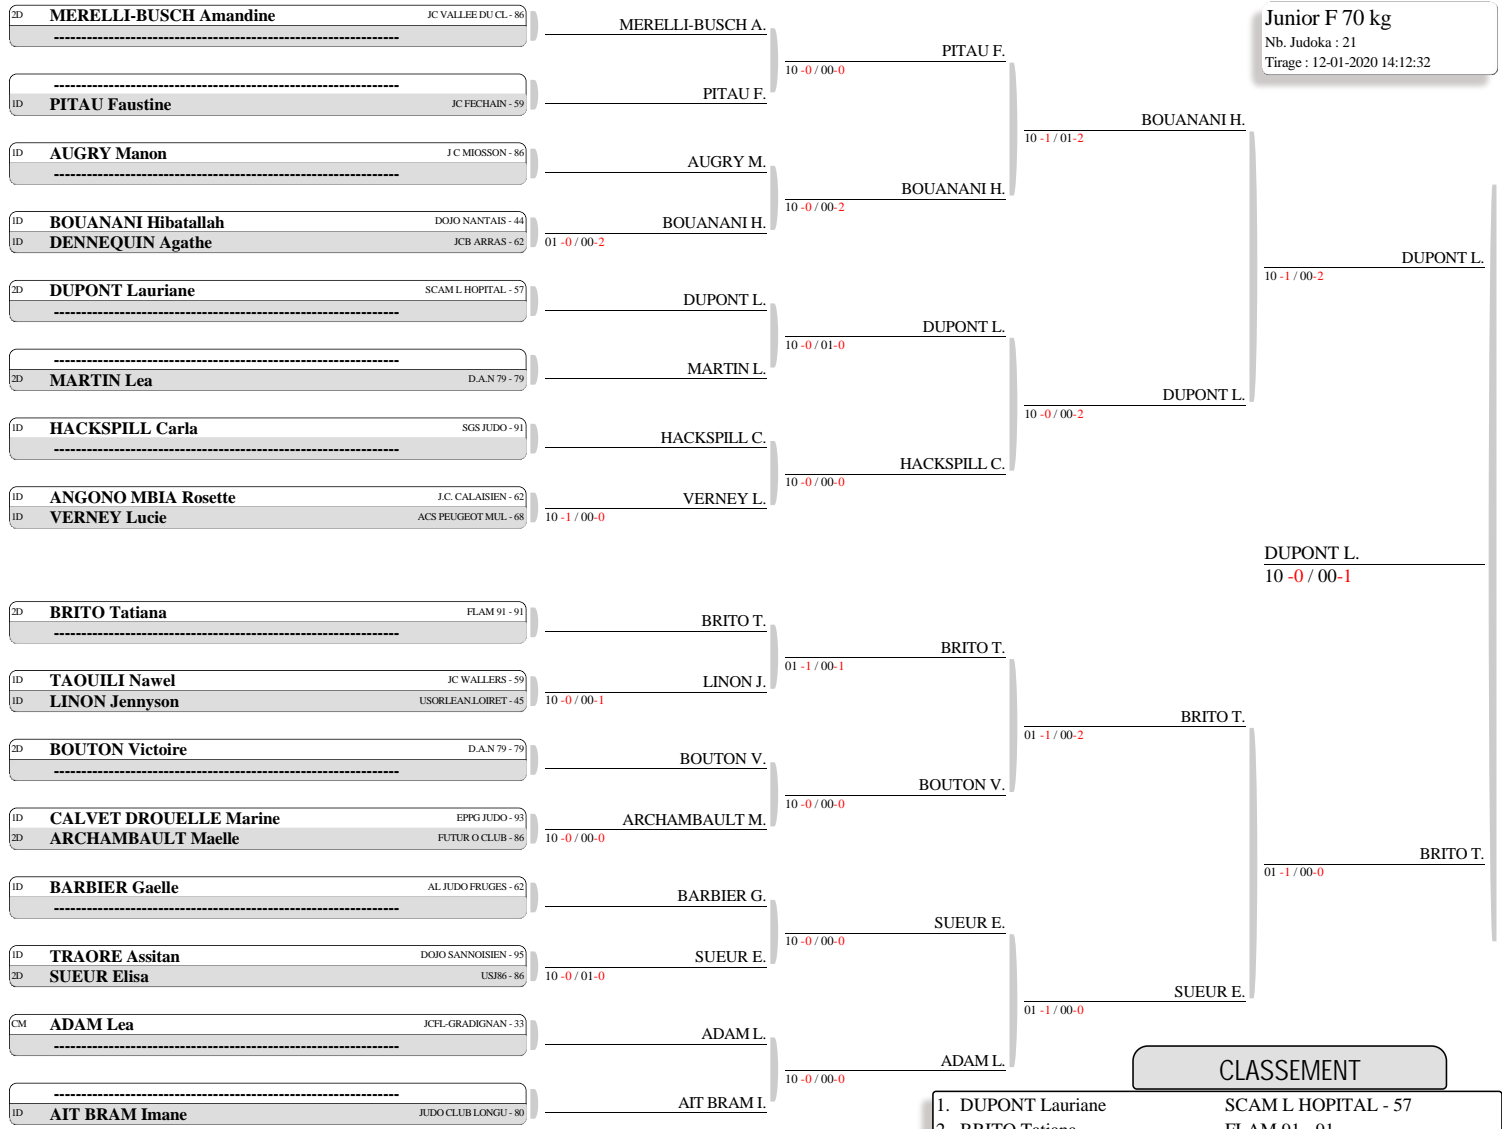 Junior F 70 kg
Nb. Judoka : 21
Tirage : 12-01-2020 14:12:32
2D MERELLI-BUSCH Amandine JC VALLEE DU CL - 86
----------------------------------------------------------------
----------------------------------------------------------------
1D PITAU Faustine JC FECHAIN - 59
1D AUGRY Manon J C MIOSSON - 86
----------------------------------------------------------------
1D BOUANANI Hibatallah DOJO NANTAIS - 44
1D DENNEQUIN Agathe JCB ARRAS - 62
2D DUPONT Lauriane SCAM L HOPITAL - 57
----------------------------------------------------------------
----------------------------------------------------------------
2D MARTIN Lea D.A.N 79 - 79
1D HACKSPILL Carla SGS JUDO - 91
----------------------------------------------------------------
1D ANGONO MBIA Rosette J.C. CALAISIEN - 62
1D VERNEY Lucie ACS PEUGEOT MUL - 68
2D BRITO Tatiana FLAM 91 - 91
----------------------------------------------------------------
1D TAOUILI Nawel JC WALLERS - 59
1D LINON Jennyson USORLEAN.LOIRET - 45
2D BOUTON Victoire D.A.N 79 - 79
----------------------------------------------------------------
1D CALVET DROUELLE Marine EPPG JUDO - 93
2D ARCHAMBAULT Maelle FUTUR O CLUB - 86
1D BARBIER Gaelle AL JUDO FRUGES - 62
----------------------------------------------------------------
1D TRAORE Assitan DOJO SANNOISIEN - 95
2D SUEUR Elisa USJ86 - 86
CM ADAM Lea JCFL-GRADIGNAN - 33
----------------------------------------------------------------
----------------------------------------------------------------
1D AIT BRAM Imane JUDO CLUB LONGU - 80
MERELLI-BUSCH A.
PITAU F.
AUGRY M.
BOUANANI H.
01 -0 / 00-2
DUPONT L.
MARTIN L.
HACKSPILL C.
VERNEY L.
10 -1 / 00-0
BRITO T.
LINON J.
10 -0 / 00-1
BOUTON V.
ARCHAMBAULT M.
10 -0 / 00-0
BARBIER G.
SUEUR E.
10 -0 / 01-0
ADAM L.
AIT BRAM I.
PITAU F.
10 -0 / 00-0
BOUANANI H.
10 -0 / 00-2
DUPONT L.
10 -0 / 01-0
HACKSPILL C.
10 -0 / 00-0
BRITO T.
01 -1 / 00-1
BOUTON V.
10 -0 / 00-0
SUEUR E.
10 -0 / 00-0
ADAM L.
10 -0 / 00-0
BOUANANI H.
10 -1 / 01-2
DUPONT L.
10 -0 / 00-2
BRITO T.
01 -1 / 00-2
SUEUR E.
01 -1 / 00-0
DUPONT L.
10 -1 / 00-2
BRITO T.
01 -1 / 00-0
DUPONT L.
10 -0 / 00-1
CLASSEMENT
1. DUPONT Lauriane SCAM L HOPITAL - 57
2. BRITO Tatiana FLAM 91 - 91